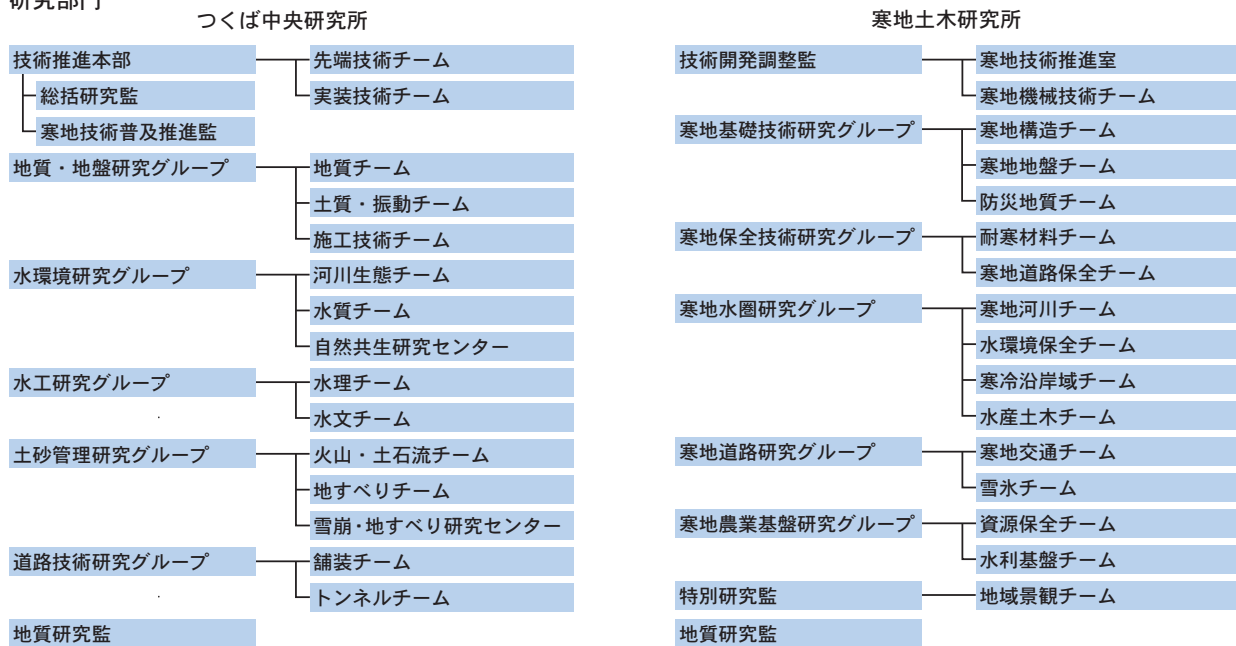 研究部門
つくば中央研究所
技術推進本部
先端技術チーム
総括研究監
実装技術チーム
寒地技術普及推進監
地質・地盤研究グループ
地質チーム
土質・振動チーム
施工技術チーム
水環境研究グループ
河川生態チーム
水質チーム
自然共生研究センター
水工研究グループ
水理チーム
水文チーム
土砂管理研究グループ
火山・土石流チーム
地すべりチーム
雪崩・地すべり研究センター
道路技術研究グループ
舗装チーム
トンネルチーム
地質研究監
寒地土木研究所
技術開発調整監
寒地技術推進室
寒地機械技術チーム
寒地基礎技術研究グループ
寒地構造チーム
寒地地盤チーム
防災地質チーム
寒地保全技術研究グループ
耐寒材料チーム
寒地道路保全チーム
寒地水圏研究グループ
寒地河川チーム
水環境保全チーム
寒冷沿岸域チーム
水産土木チーム
寒地道路研究グループ
寒地交通チーム
雪氷チーム
寒地農業基盤研究グループ
資源保全チーム
水利基盤チーム
特別研究監
地域景観チーム
地質研究監